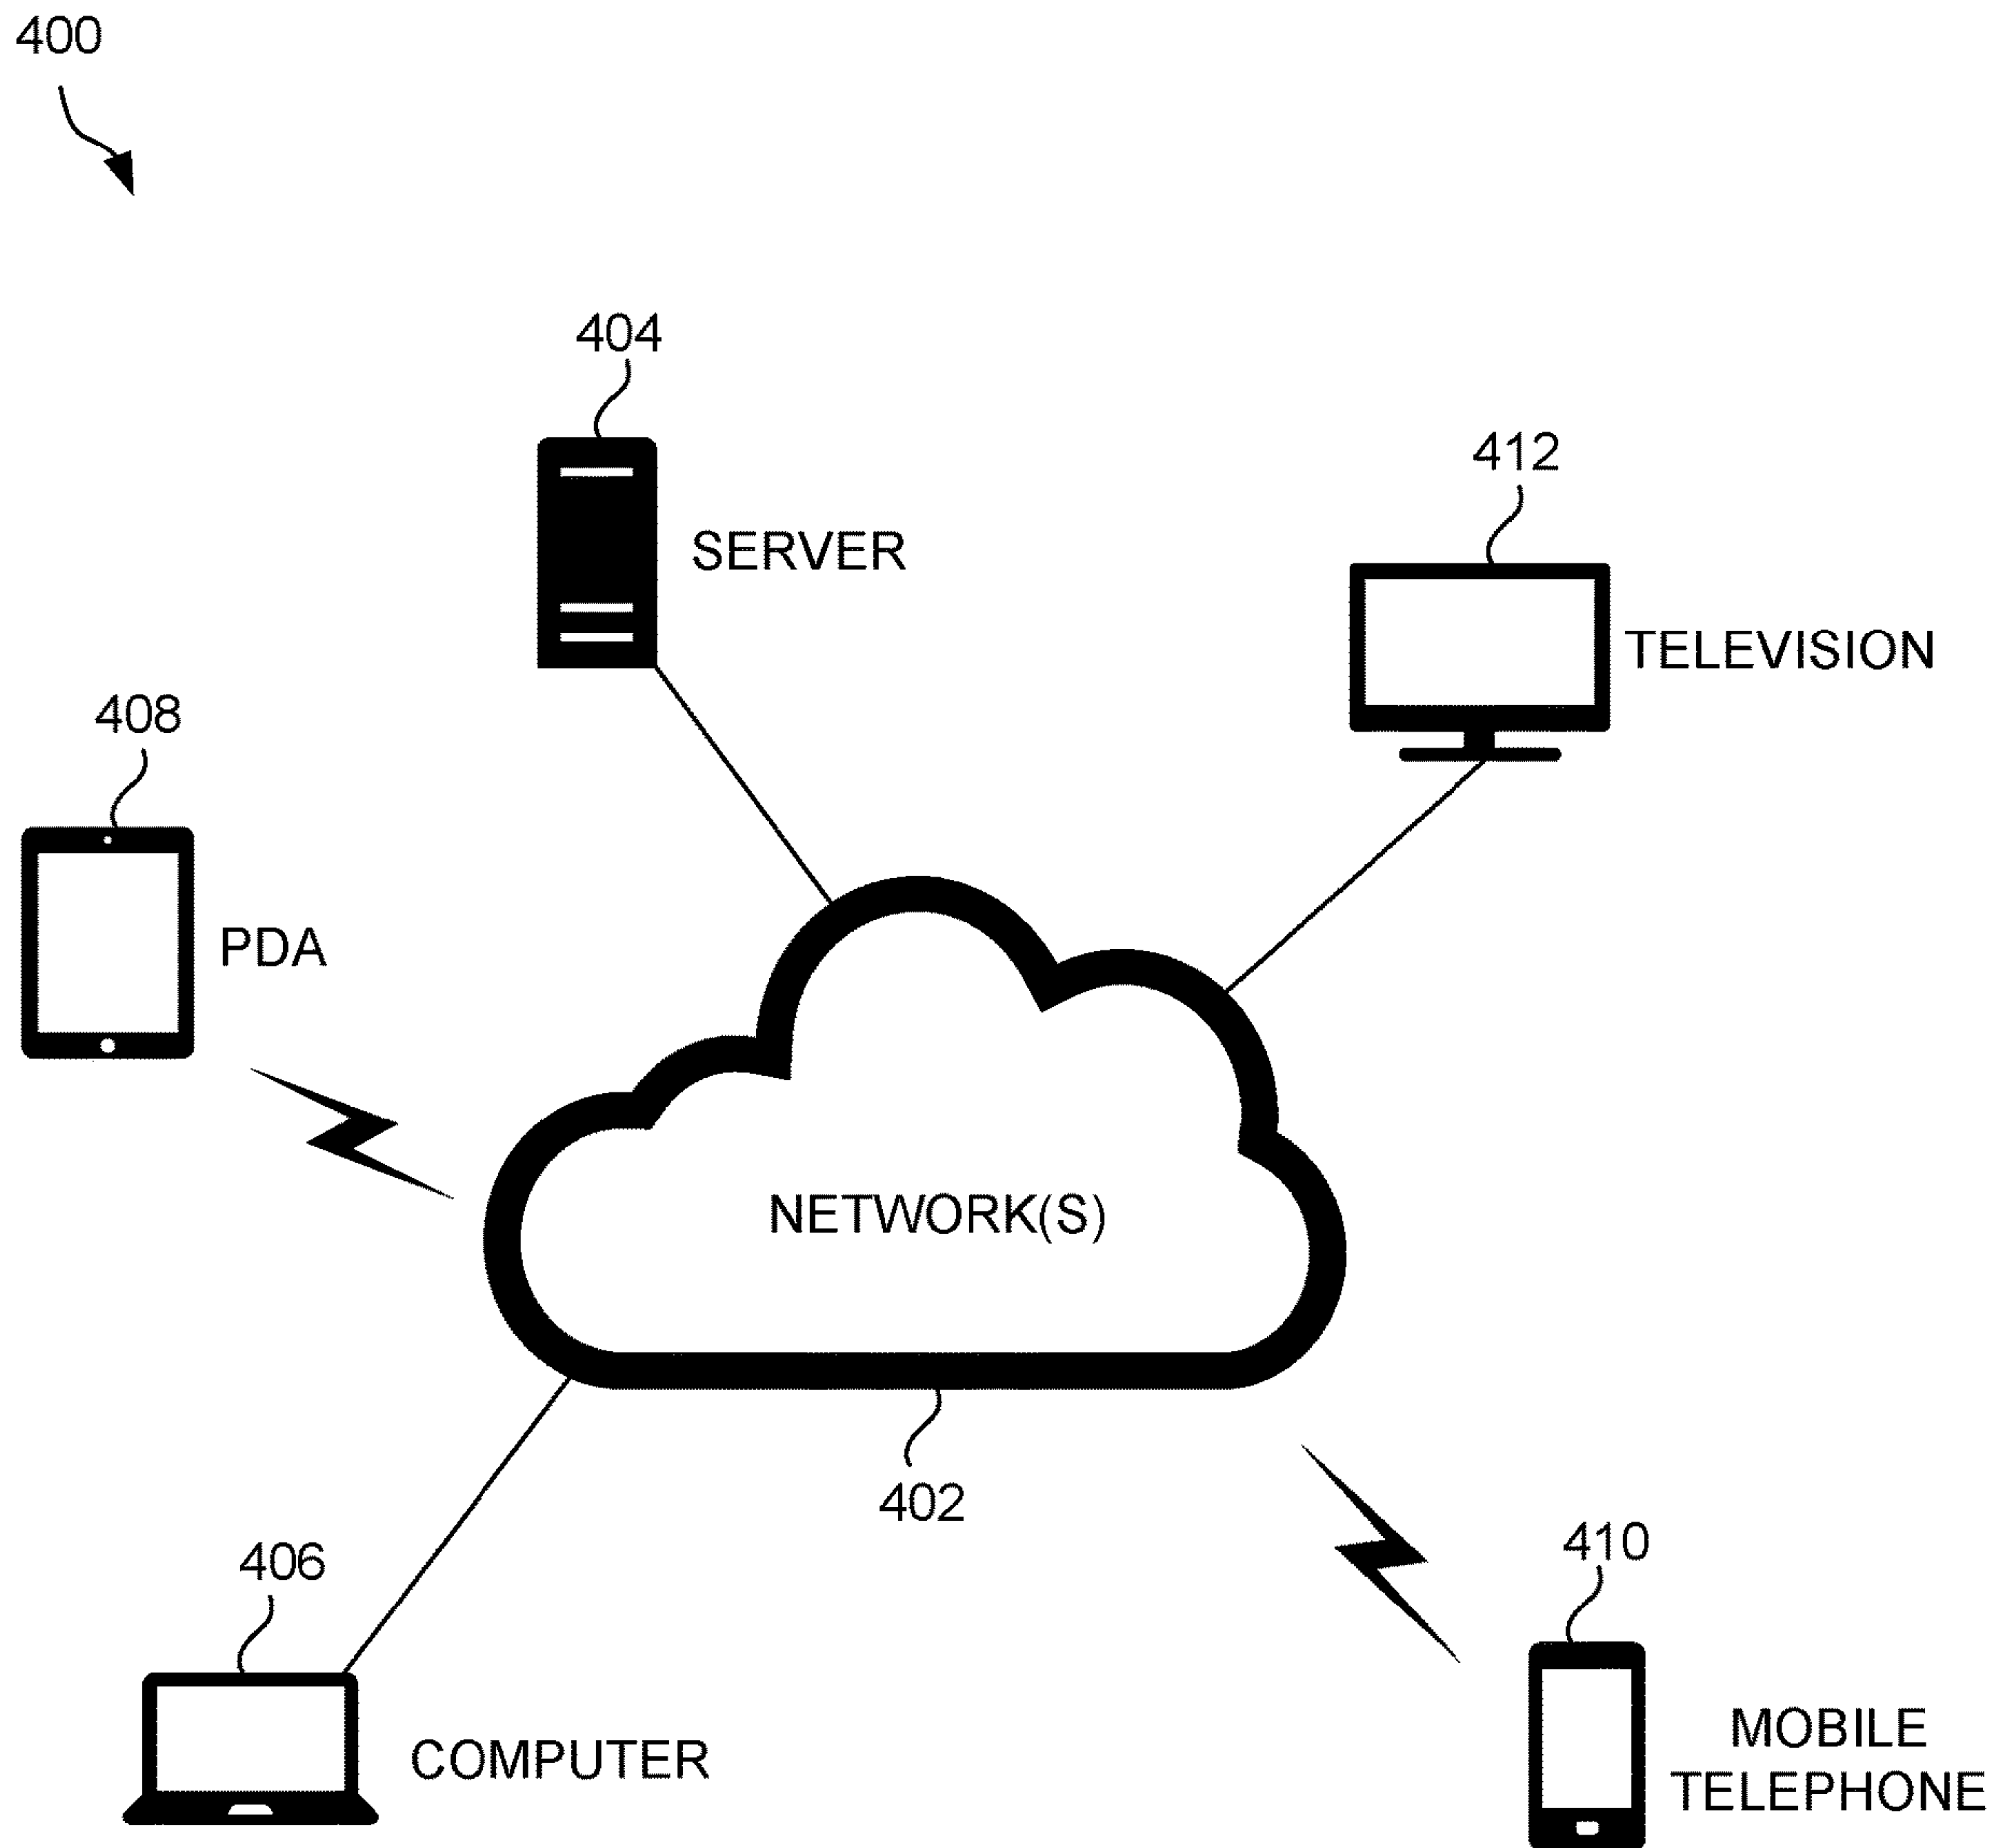 400
404
SERVER
412
TELEVISION
408
PDA
NETWORK(S)
402
406
COMPUTER
410
MOBILE
TELEPHONE